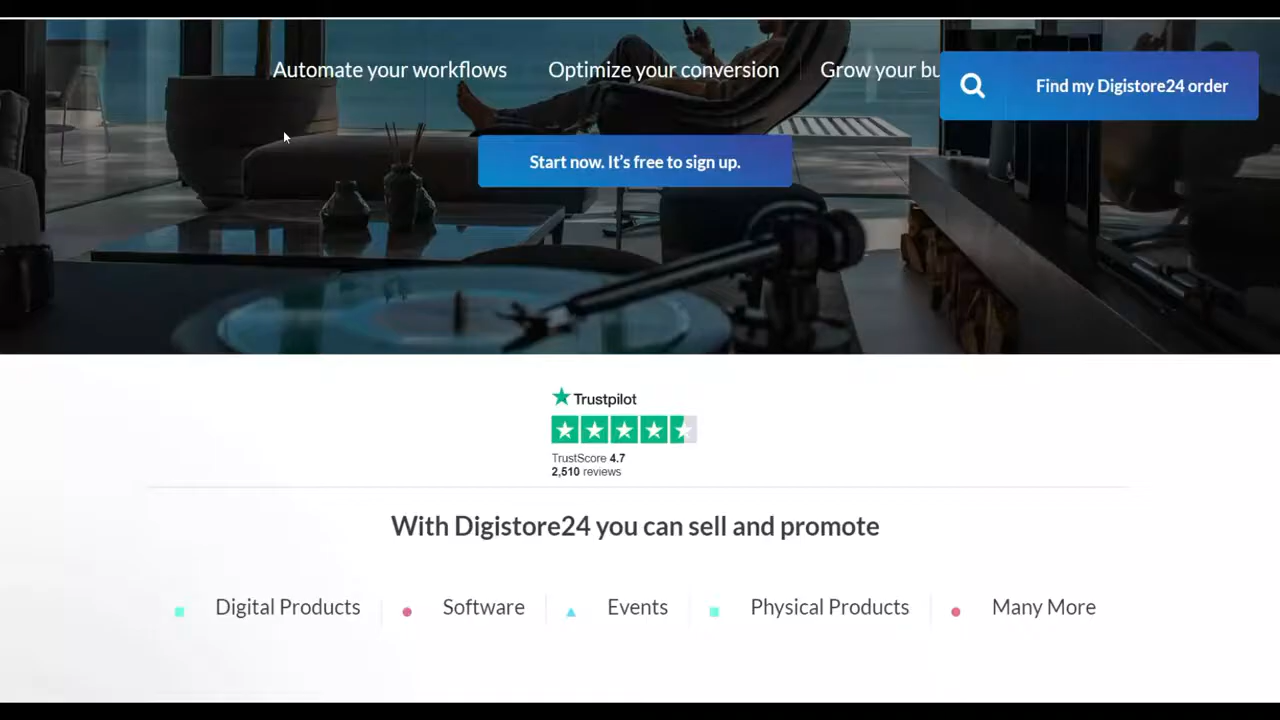 Automate your workflows
Optimize your conversion
Grow your bu
Find my Digistore24 order
Start now. It's free to sign up.
Trustpilot
TrustScore 4.7
2,510 reviews
With Digistore24 you can sell and promote
Digital Products
Software
Events
Physical Products
Many More